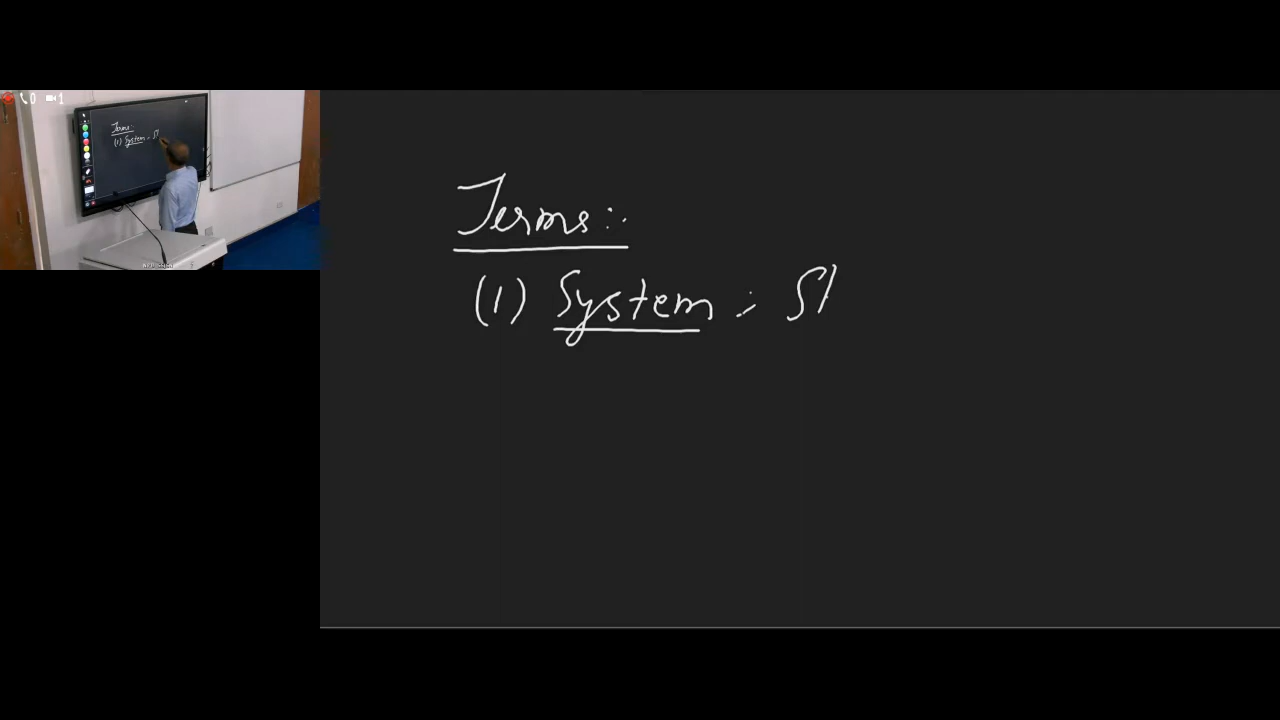 Terms :-
(1) System :- S